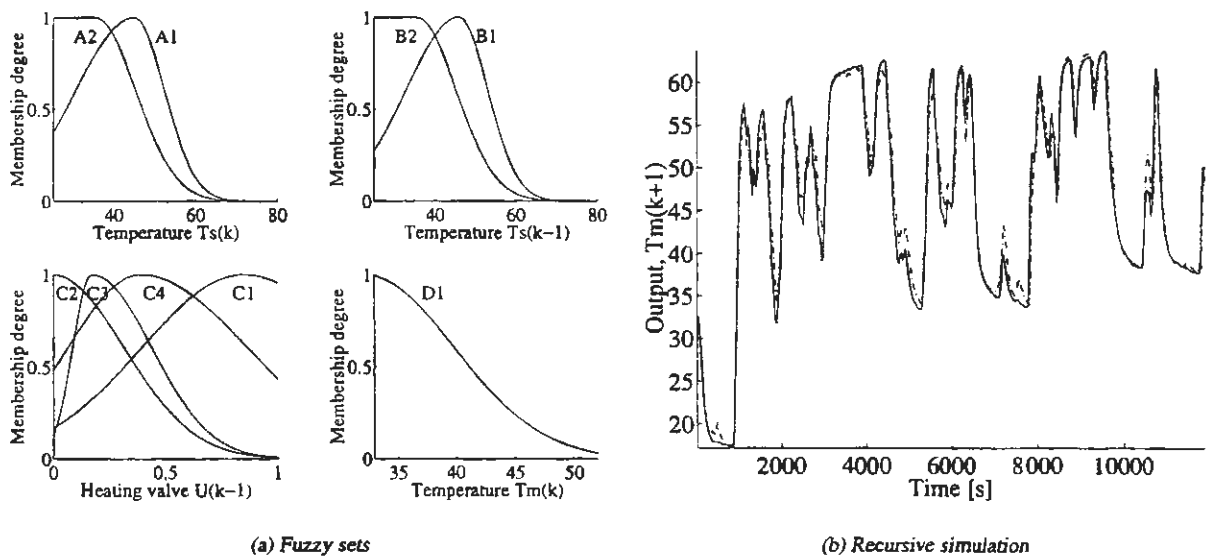 Membership degree
1
0.5
0
A2
A1
40
60
80
Temperature Ts(k)
Membership degree
1
0.5
0
B2
B1
40
60
80
Temperature Ts(k−1)
Membership degree
1
0.5
0
C2
C3
C4
C1
0
0.5
1
Heating valve U(k−1)
Membership degree
1
0.5
0
D1
35
40
45
50
Temperature Tm(k)
(a) Fuzzy sets
Output, Tm(k+1)
60
55
50
45
40
35
30
25
20
2000
4000
6000
8000
10000
Time [s]
(b) Recursive simulation